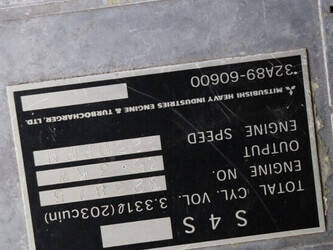 S4S
TOTAL CYL. VOL. 3.331ℓ(203cuin)
ENGINE NO.
OUTPUT
ENGINE SPEED
MITSUBISHI HEAVY INDUSTRIES ENGINE & TURBOCHARGER, LTD.
32A89-60600